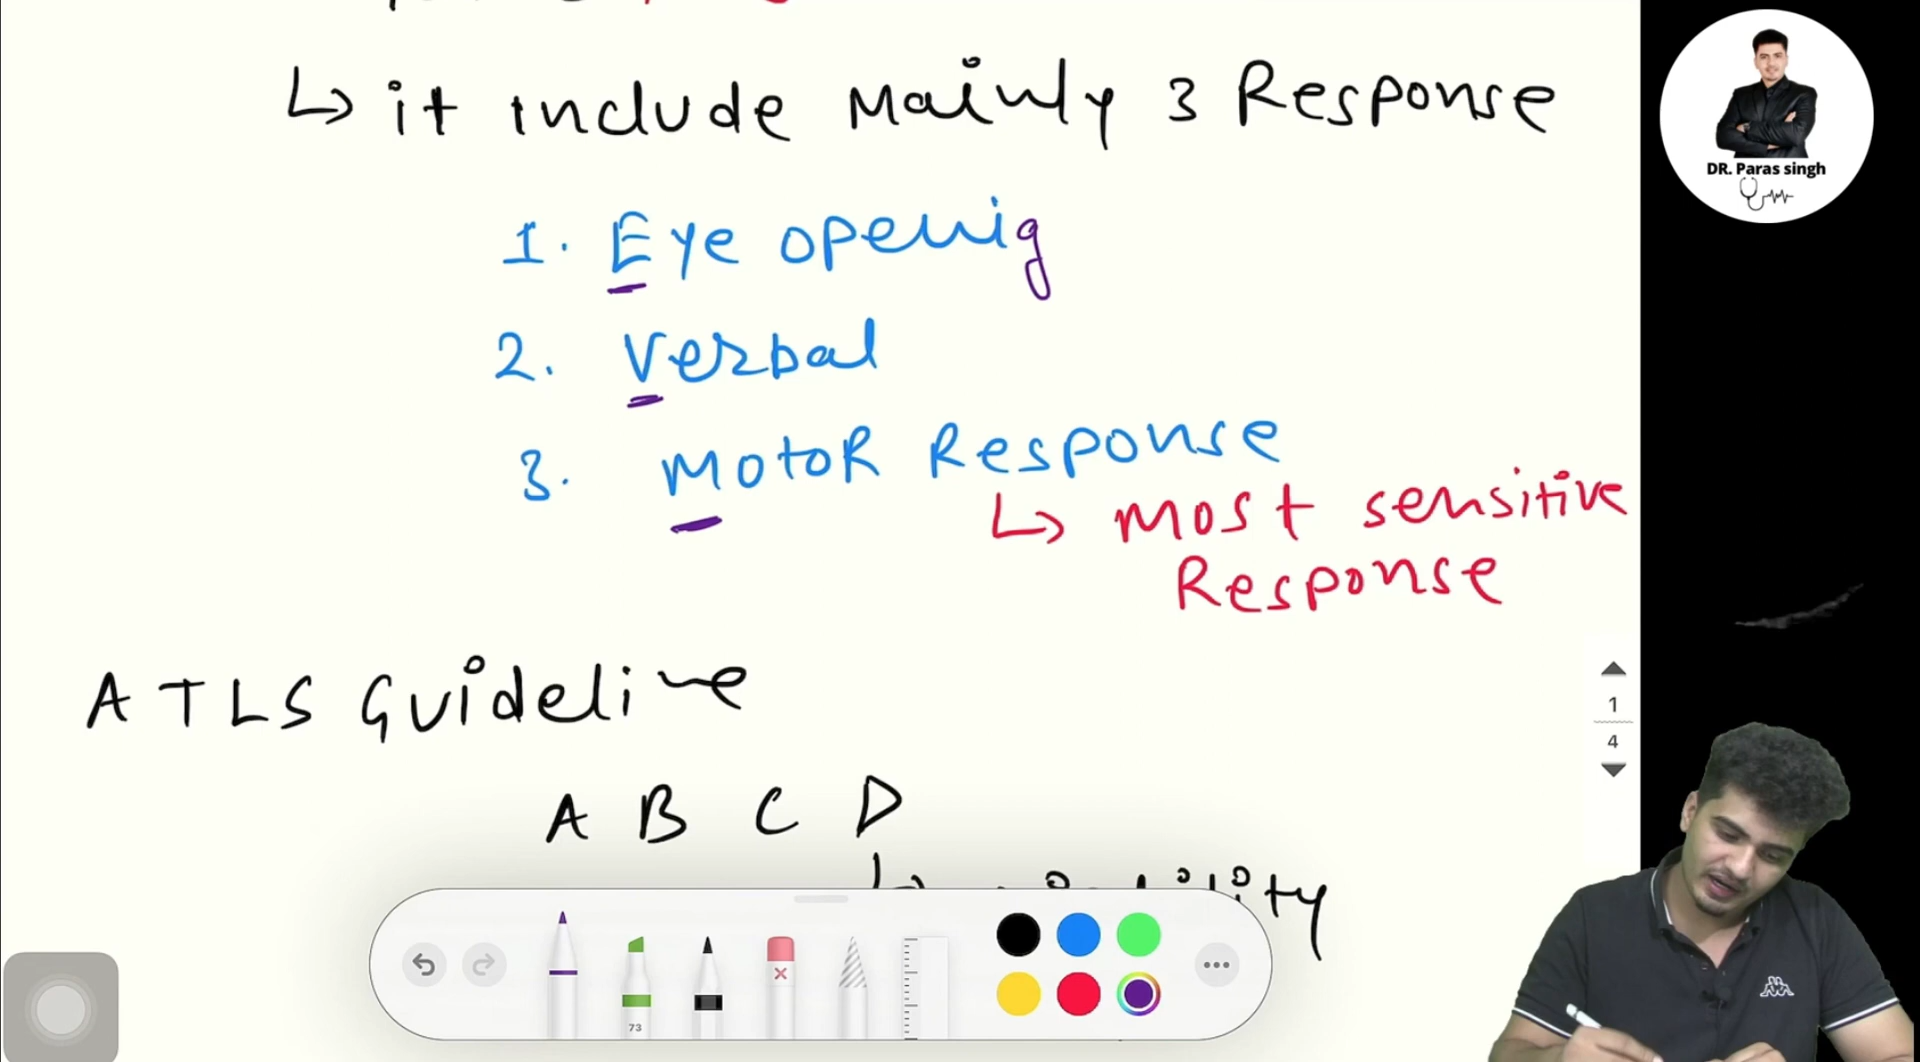 ↳ it include Mainly 3 Response
1. Eye openig
2. Verbal
3. Motor Response
↳ Most sensitive
Response
ATLS Guideline
A B C D
DR. Paras singh
1
4
73